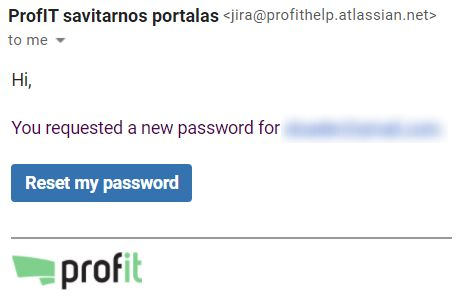 ProfIT savitarnos portalas <jira@profithelp.atlassian.net>
to me
Hi,
You requested a new password for
Reset my password
profit